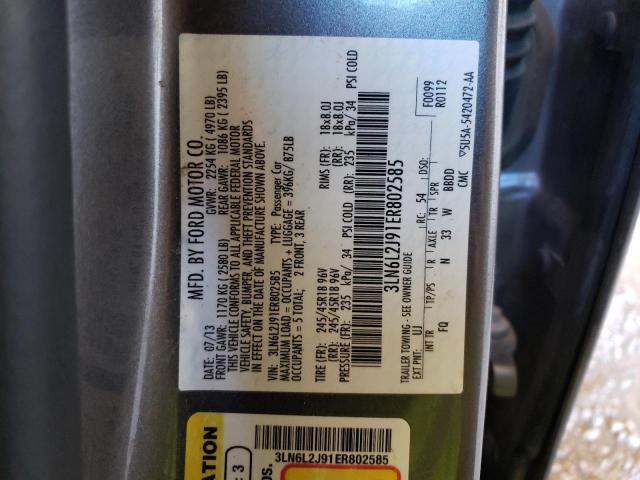 MFD. BY FORD MOTOR CO.
DATE: 07/13 GVWR: 2254 KG ( 4970 LB)
FRONT GAWR: 1170 KG ( 2580 LB) REAR GAWR: 1086 KG ( 2395 LB)
THIS VEHICLE CONFORMS TO ALL APPLICABLE FEDERAL MOTOR
VEHICLE SAFETY, BUMPER, AND THEFT PREVENTION STANDARDS
IN EFFECT ON THE DATE OF MANUFACTURE SHOWN ABOVE.
VIN: 3LN6L2J91ER802585 TYPE: Passenger Car
MAXIMUM LOAD = OCCUPANTS + LUGGAGE = 396KG/ 875LB
OCCUPANTS = 5 TOTAL; 2 FRONT, 3 REAR
TIRE (FR): 245/45R18 96V RIMS (FR): 18x8.0J
(RR): 245/45R18 96V (RR): 18x8.0J
PRESSURE (FR): 235 kPa/ 34 PSI COLD (RR): 235 kPa/ 34 PSI COLD
3LN6L2J91ER802585
TRAILER TOWING - SEE OWNER GUIDE
F0099
R0112
EXT PNT: UJ RC: 54 DSO:
INT TR TP/PS R AXLE TR SPR
FQ N 33 W BBDD
CMC ▽5U5A-5420472-AA
3LN6L2J91ER802585
: 3